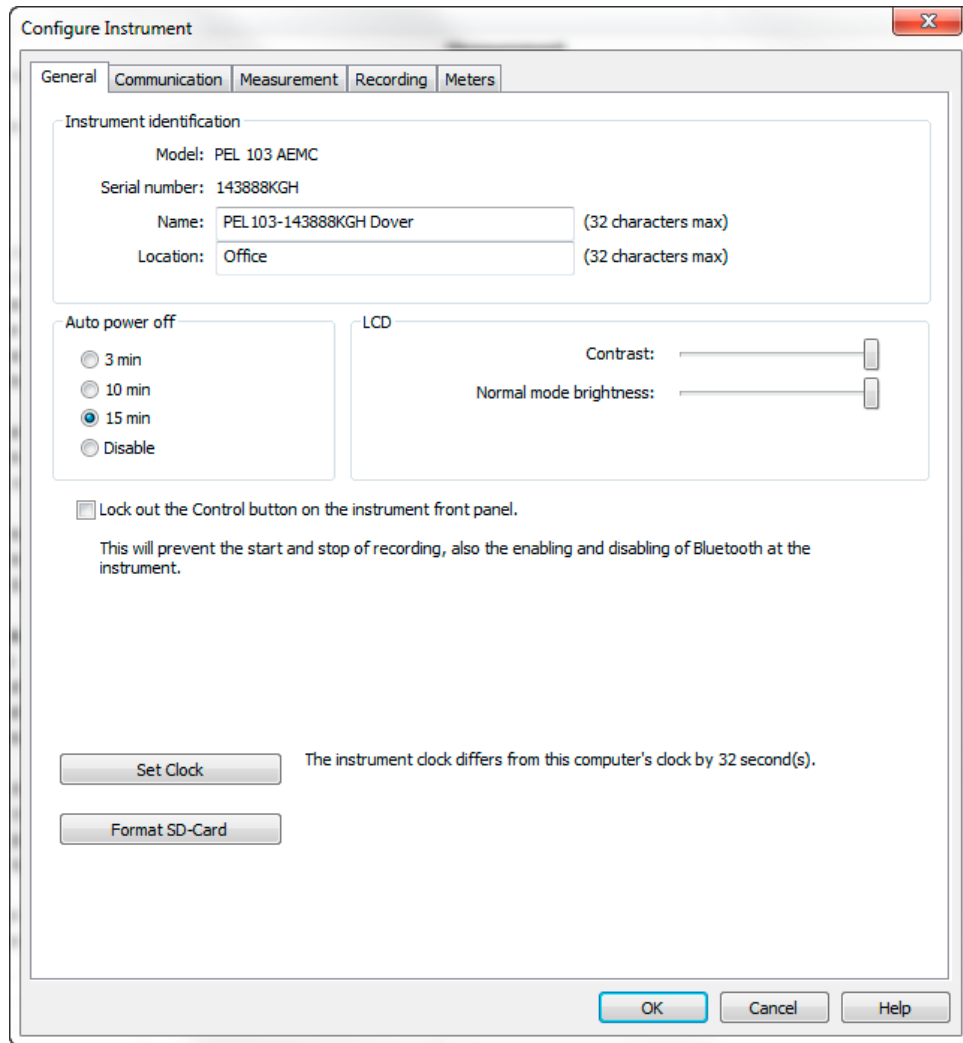 Configure Instrument
General Communication Measurement Recording Meters
Instrument identification
Model: PEL 103 AEMC
Serial number: 143888KGH
Name: PEL103-143888KGH Dover (32 characters max)
Location: Office (32 characters max)
Auto power off
3 min
10 min
15 min
Disable
LCD
Contrast:
Normal mode brightness:
Lock out the Control button on the instrument front panel.
This will prevent the start and stop of recording, also the enabling and disabling of Bluetooth at the
instrument.
Set Clock The instrument clock differs from this computer's clock by 32 second(s).
Format SD-Card
OK Cancel Help